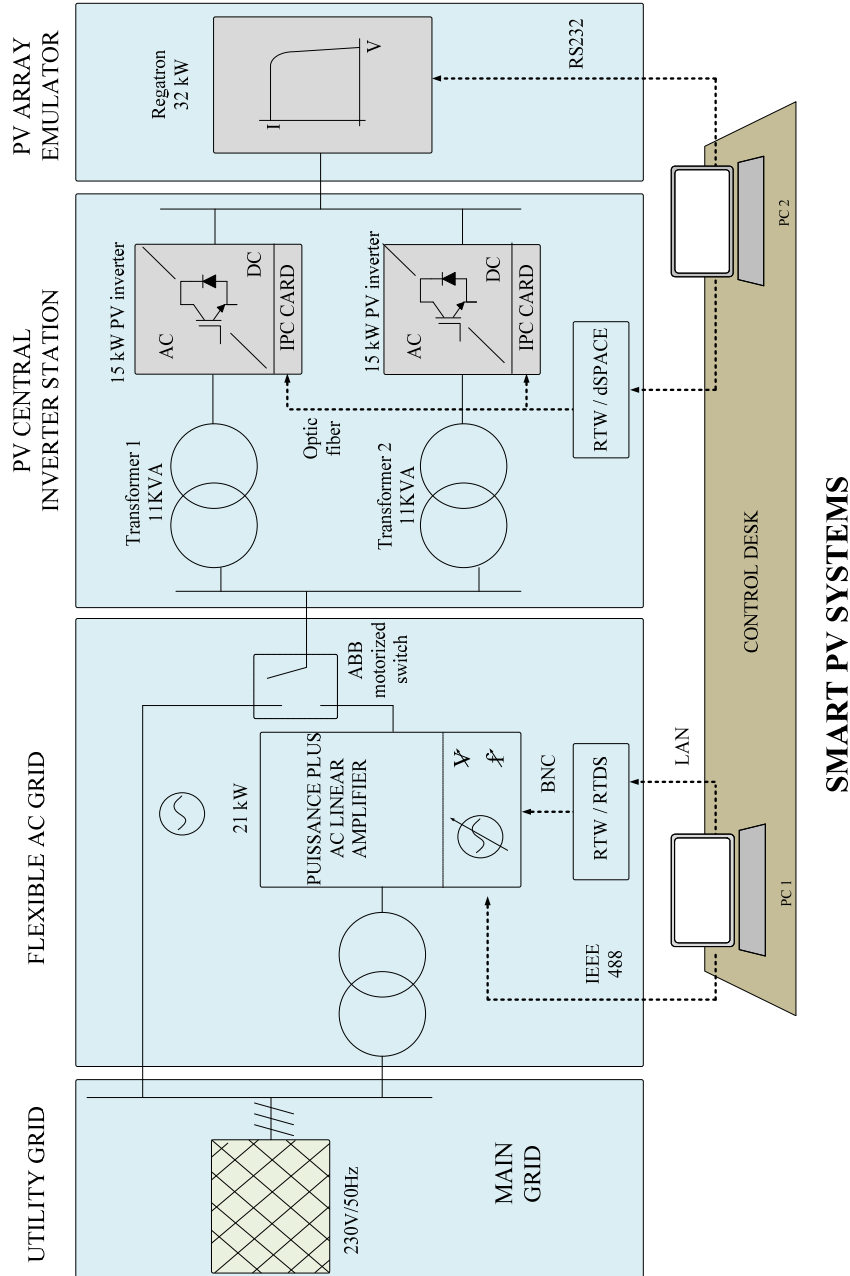 UTILITY GRID
FLEXIBLE AC GRID
PV CENTRAL
INVERTER STATION
PV ARRAY
EMULATOR
230V/50Hz
MAIN
GRID
21 kW
PUISSANCE PLUS
AC LINEAR
AMPLIFIER
V
f
ABB
motorized
switch
BNC
RTW / RTDS
IEEE
488
LAN
Transformer 1
11KVA
15 kW PV inverter
AC
DC
IPC CARD
Optic
fiber
Transformer 2
11KVA
15 kW PV inverter
AC
DC
IPC CARD
RTW / dSPACE
Regatron
32 kW
I
V
RS232
PC 1
CONTROL DESK
PC 2
SMART PV SYSTEMS